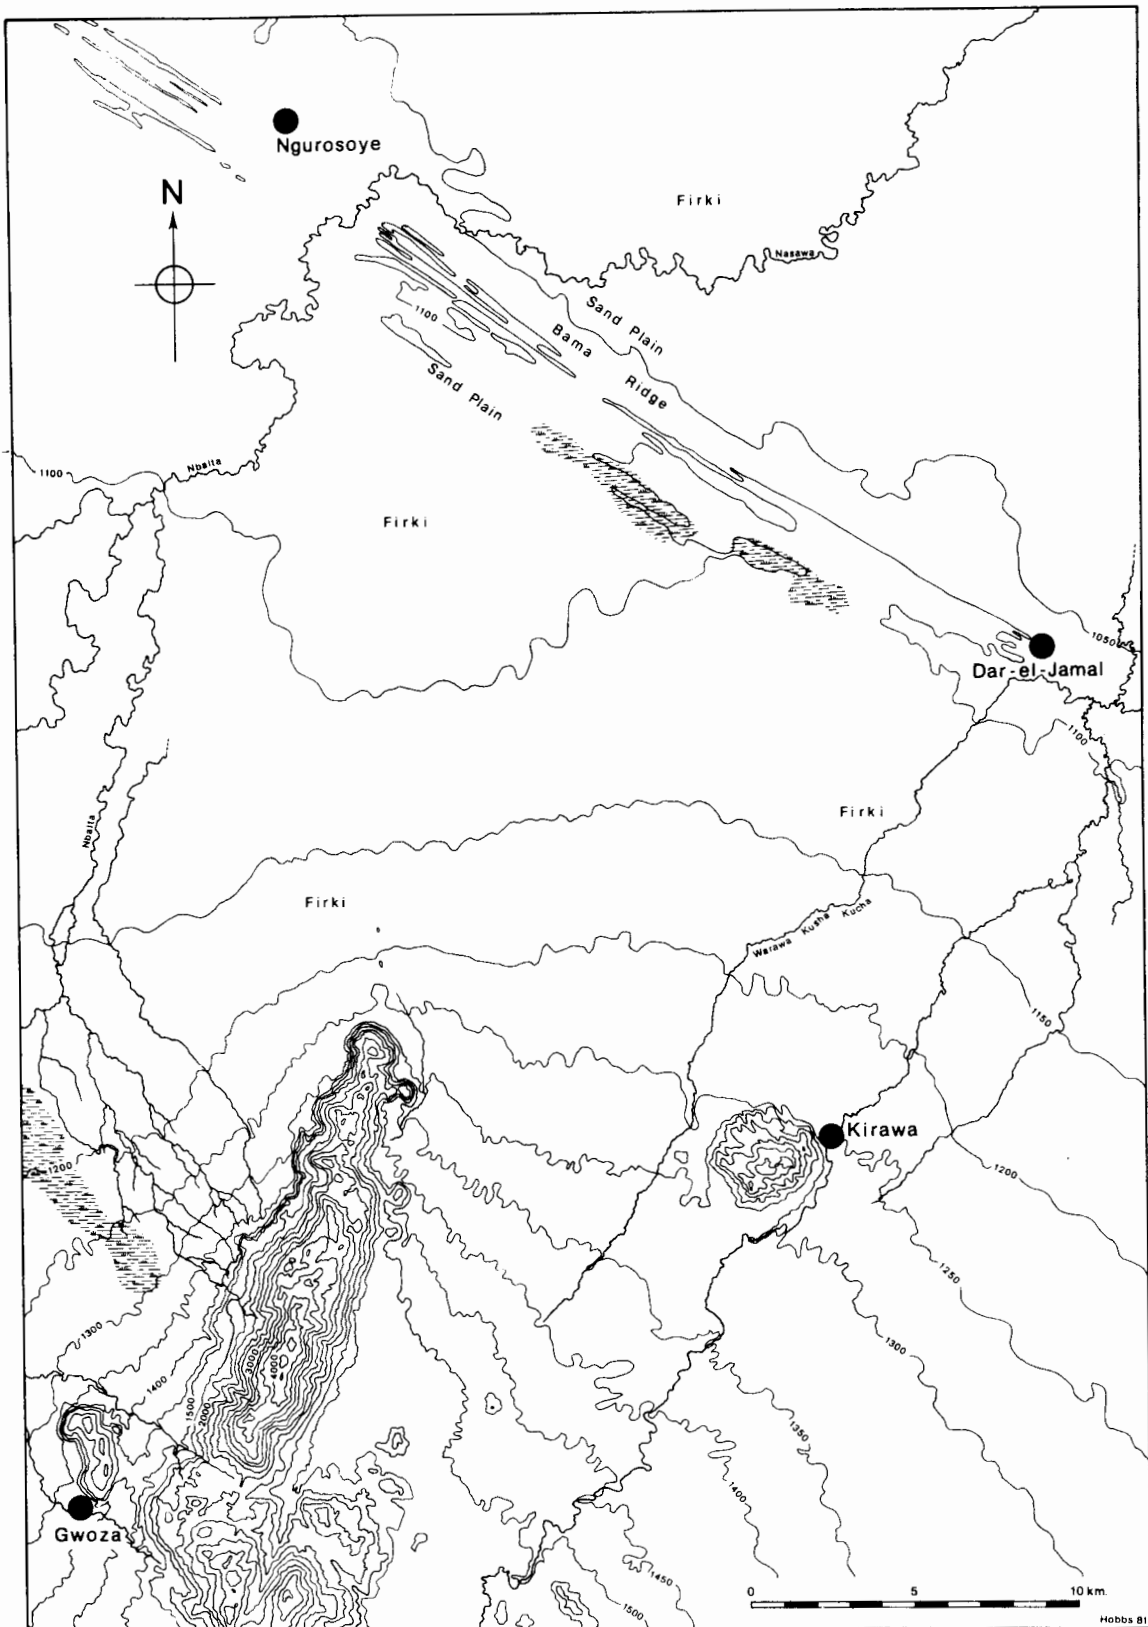 Ngurosoye
N
Firki
Nasawa
Sand Plain
1100
Bama
Ridge
Sand Plain
1100
Nbaita
Firki
1050
Dar-el-Jamal
1100
Firki
Nbaita
Firki
Warawa Kusha Kucha
1150
Kirawa
1200
1200
1250
1300
1300
1400
3000
4000
1500
2000
1350
1400
Gwoza
1450
1500
0 5 10 km.
Hobbs 81